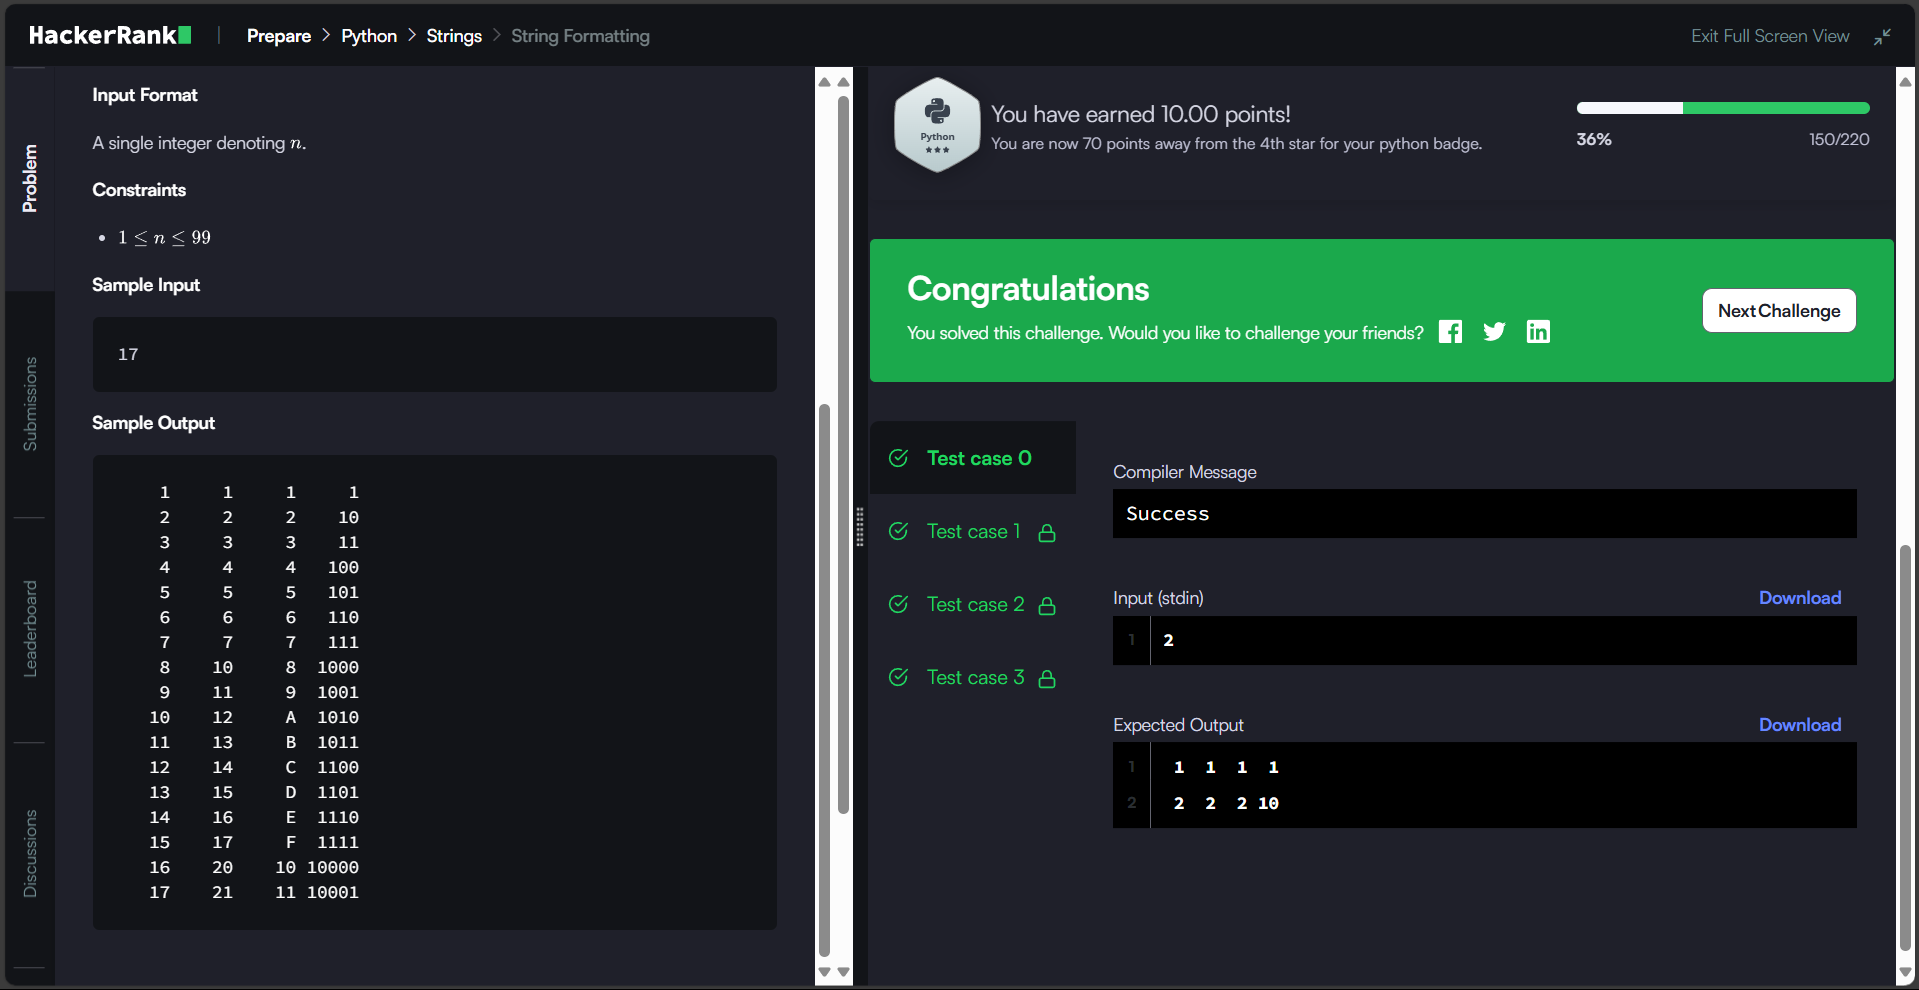 HackerRank | Prepare > Python > Strings > String Formatting
Exit Full Screen View
Problem
Submissions
Leaderboard
Discussions
Input Format
A single integer denoting n.
Constraints
• 1 ≤ n ≤ 99
Sample Input
17
Sample Output
1 1 1 1
2 2 2 10
3 3 3 11
4 4 4 100
5 5 5 101
6 6 6 110
7 7 7 111
8 10 8 1000
9 11 9 1001
10 12 A 1010
11 13 B 1011
12 14 C 1100
13 15 D 1101
14 16 E 1110
15 17 F 1111
16 20 10 10000
17 21 11 10001
Python
You have earned 10.00 points!
You are now 70 points away from the 4th star for your python badge.
36% 150/220
Congratulations
You solved this challenge. Would you like to challenge your friends?
Next Challenge
Test case 0
Test case 1
Test case 2
Test case 3
Compiler Message
Success
Input (stdin) Download
1 2
Expected Output Download
1 1 1 1 1
2 2 2 2 10